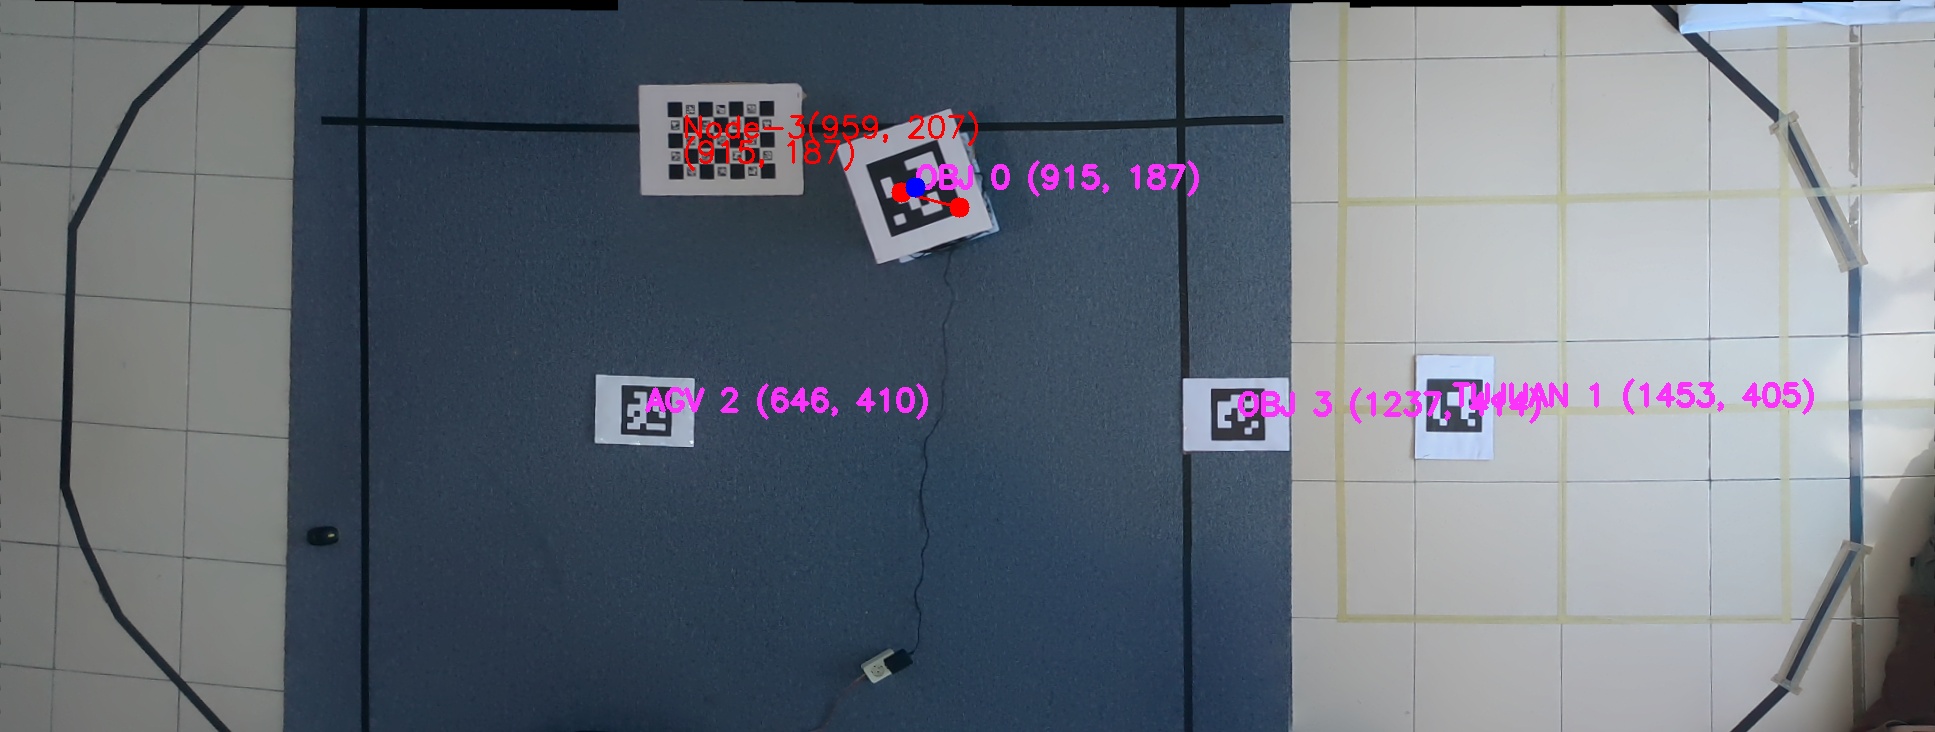 Node-3(959, 207)
(915, 187)
OBJ 0 (915, 187)
AGV 2 (646, 410)
OBJ 3 (1237, 414)
TUJUAN 1 (1453, 405)